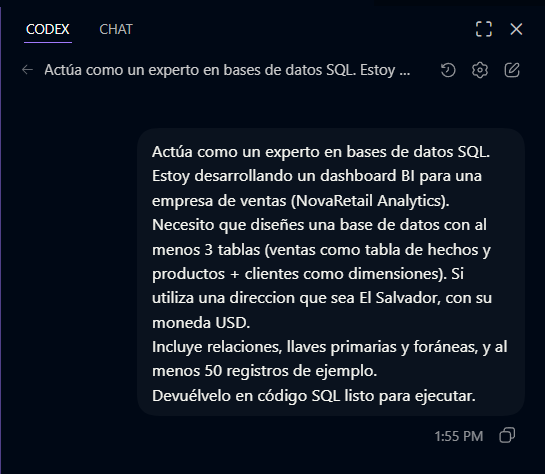 CODEX CHAT
Actúa como un experto en bases de datos SQL. Estoy ...
Actúa como un experto en bases de datos SQL.
Estoy desarrollando un dashboard BI para una
empresa de ventas (NovaRetail Analytics).
Necesito que diseñes una base de datos con al
menos 3 tablas (ventas como tabla de hechos y
productos + clientes como dimensiones). Si
utiliza una direccion que sea El Salvador, con su
moneda USD.
Incluye relaciones, llaves primarias y foráneas, y al
menos 50 registros de ejemplo.
Devuélvelo en código SQL listo para ejecutar.
1:55 PM